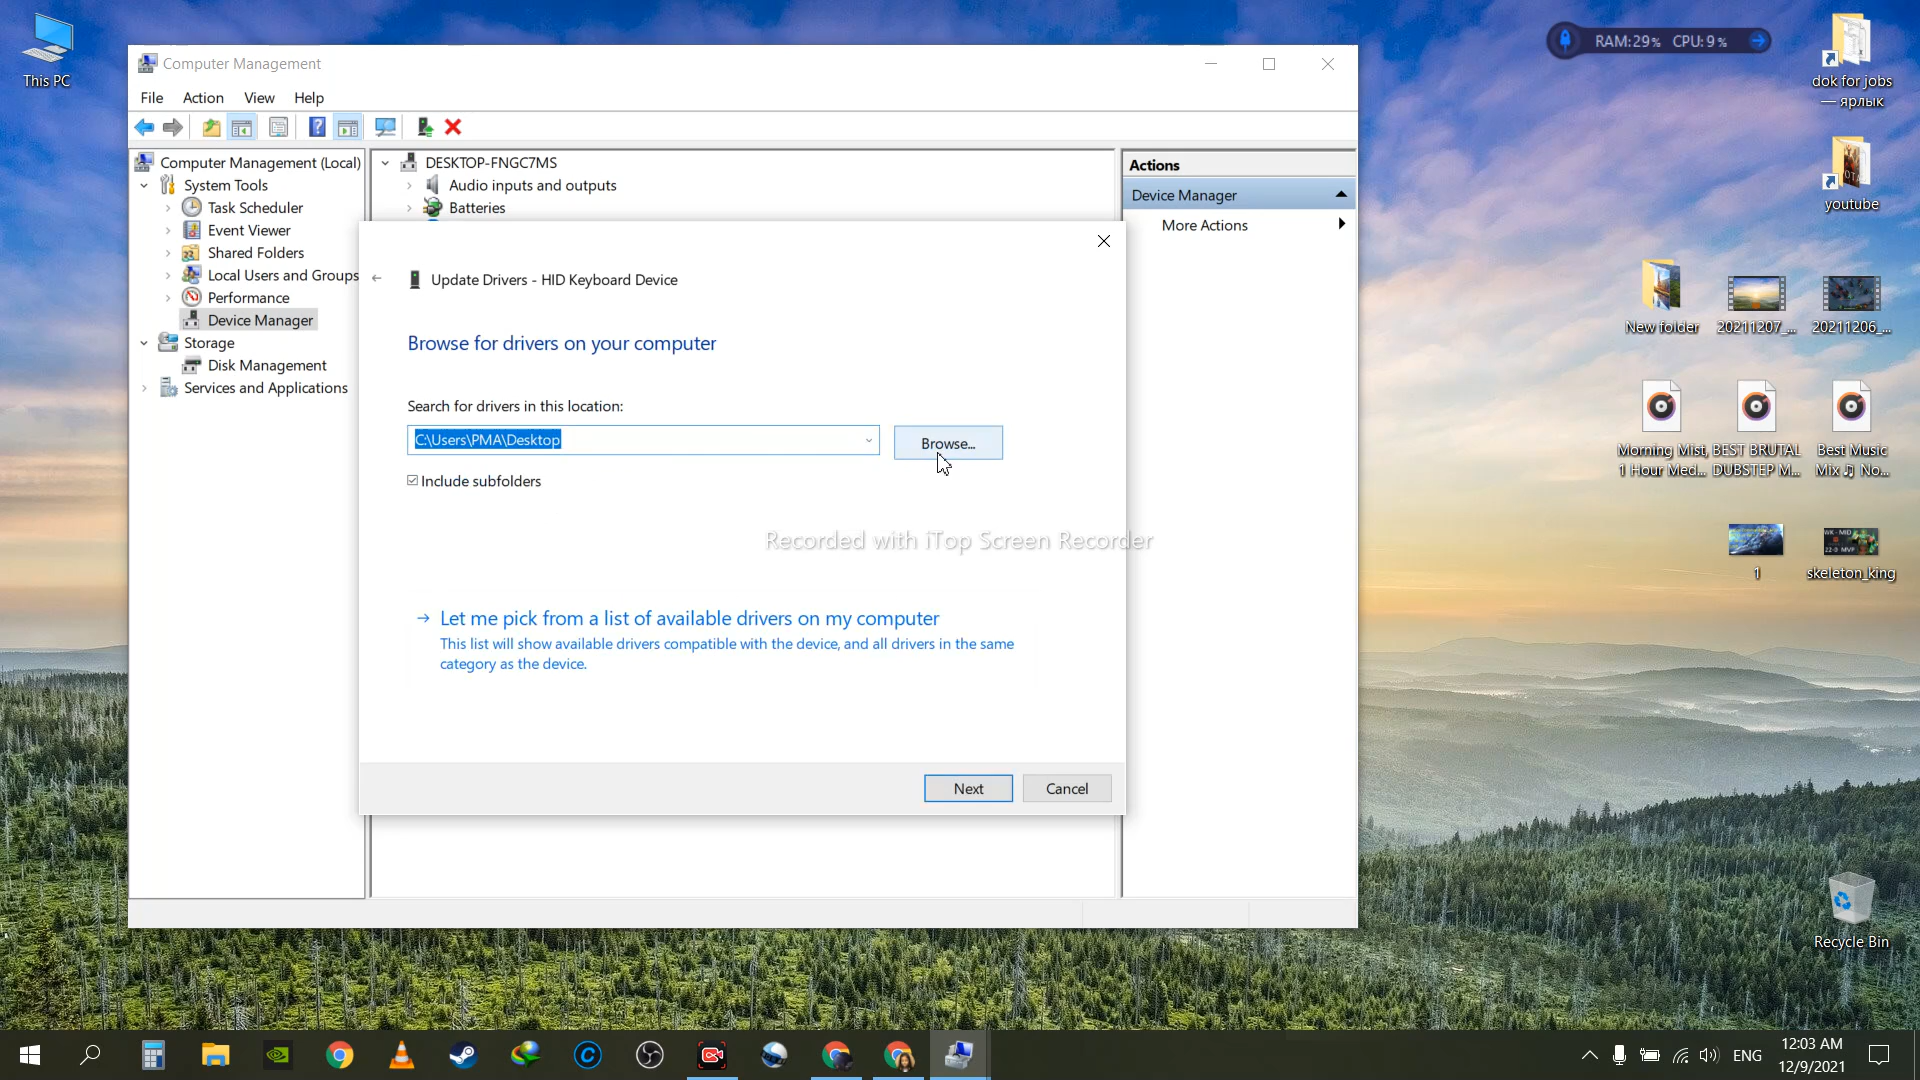 This PC
Computer Management
File Action View Help
Computer Management (Local)
System Tools
Task Scheduler
Event Viewer
Shared Folders
Local Users and Groups
Performance
Device Manager
Storage
Disk Management
Services and Applications
DESKTOP-FNGC7MS
Audio inputs and outputs
Batteries
Actions
Device Manager
More Actions
Update Drivers - HID Keyboard Device
Browse for drivers on your computer
Search for drivers in this location:
C:\Users\PMA\Desktop
Browse...
Include subfolders
Recorded with iTop Screen Recorder
Let me pick from a list of available drivers on my computer
This list will show available drivers compatible with the device, and all drivers in the same
category as the device.
Next Cancel
RAM:29% CPU:9%
dok for jobs
— ярлык
youtube
New folder
20211207_...
20211206_...
Morning Mist,
1 Hour Med...
BEST BRUTAL
DUBSTEP M...
Best Music
Mix ♫ No...
WK - MID
22-0 MVP
1
skeleton_king
Recycle Bin
ENG
12:03 AM
12/9/2021